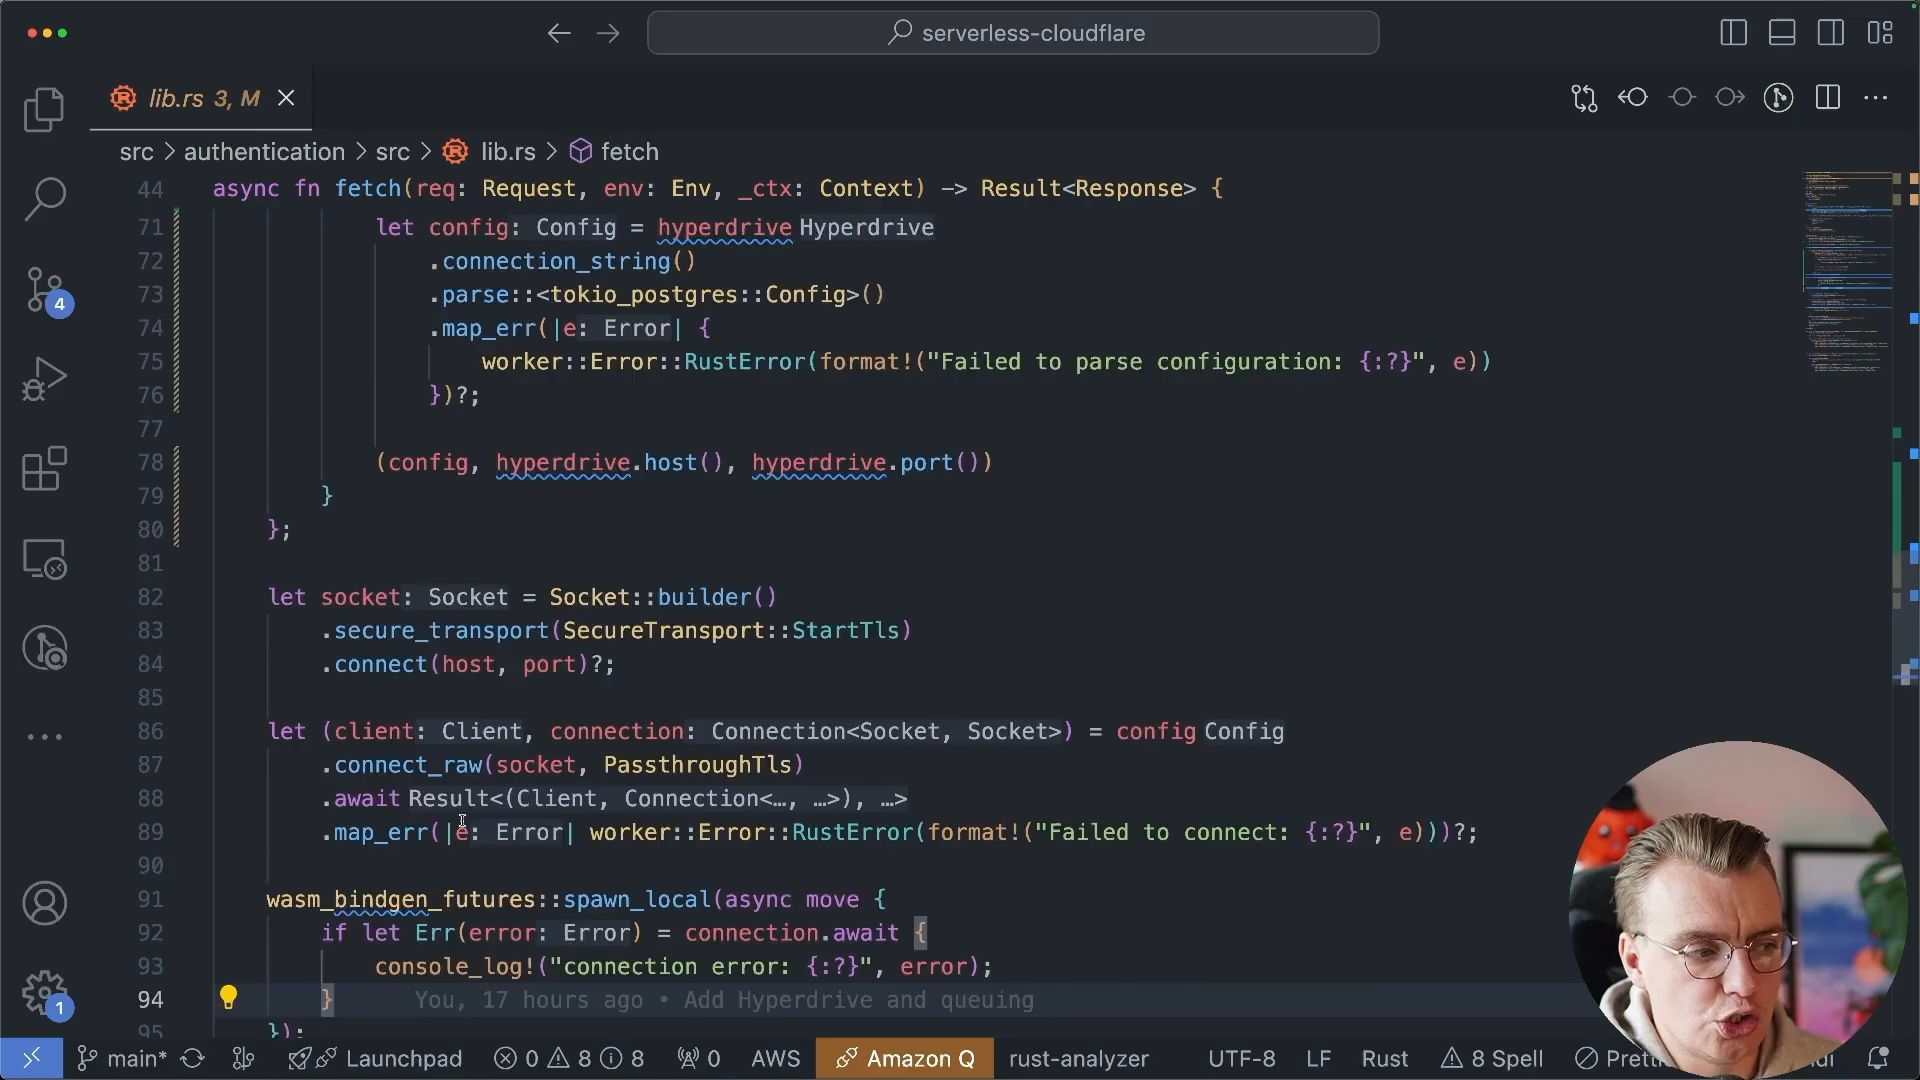 serverless-cloudflare
lib.rs 3, M
src > authentication > src > lib.rs > fetch
44 async fn fetch(req: Request, env: Env, _ctx: Context) -> Result<Response> {
71 let config: Config = hyperdrive Hyperdrive
72 .connection_string()
73 .parse::<tokio_postgres::Config>()
74 .map_err(|e: Error| {
75 worker::Error::RustError(format!("Failed to parse configuration: {:?}", e))
76 })?;
77
78 (config, hyperdrive.host(), hyperdrive.port())
79 }
80 };
81
82 let socket: Socket = Socket::builder()
83 .secure_transport(SecureTransport::StartTls)
84 .connect(host, port)?;
85
86 let (client: Client, connection: Connection<Socket, Socket>) = config Config
87 .connect_raw(socket, PassthroughTls)
88 .await Result<(Client, Connection<…, …>), …>
89 .map_err(|e: Error| worker::Error::RustError(format!("Failed to connect: {:?}", e)))?;
90
91 wasm_bindgen_futures::spawn_local(async move {
92 if let Err(error: Error) = connection.await {
93 console_log!("connection error: {:?}", error);
94 } You, 17 hours ago • Add Hyperdrive and queuing
95 });
4
1
main* Launchpad 0 8 8 0 AWS Amazon Q rust-analyzer UTF-8 LF Rust 8 Spell